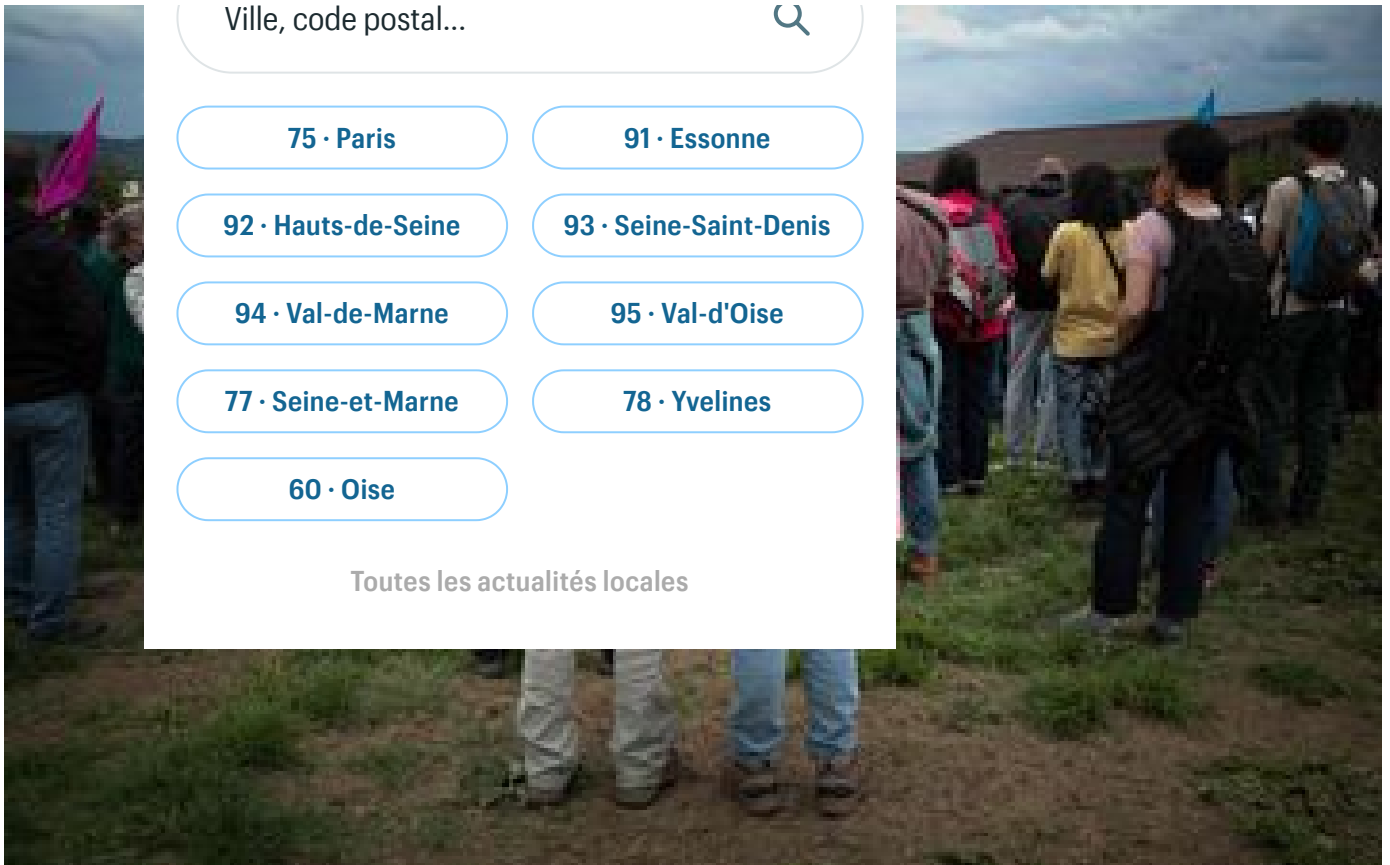 Ville, code postal...
75 · Paris
91 · Essonne
92 · Hauts-de-Seine
93 · Seine-Saint-Denis
94 · Val-de-Marne
95 · Val-d'Oise
77 · Seine-et-Marne
78 · Yvelines
60 · Oise
Toutes les actualités locales